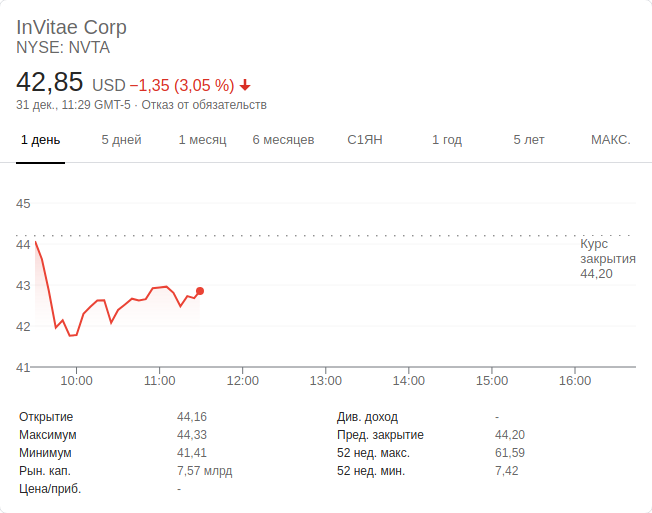 InVitae Corp
NYSE: NVTA
42,85 USD −1,35 (3,05 %)
31 дек., 11:29 GMT-5 · Отказ от обязательств
1 день 5 дней 1 месяц 6 месяцев С1ЯН 1 год 5 лет МАКС.
45
44
43
42
41
Курс
закрытия
44,20
10:00 11:00 12:00 13:00 14:00 15:00 16:00
Открытие 44,16 Див. доход -
Максимум 44,33 Пред. закрытие 44,20
Минимум 41,41 52 нед. макс. 61,59
Рын. кап. 7,57 млрд 52 нед. мин. 7,42
Цена/приб. -